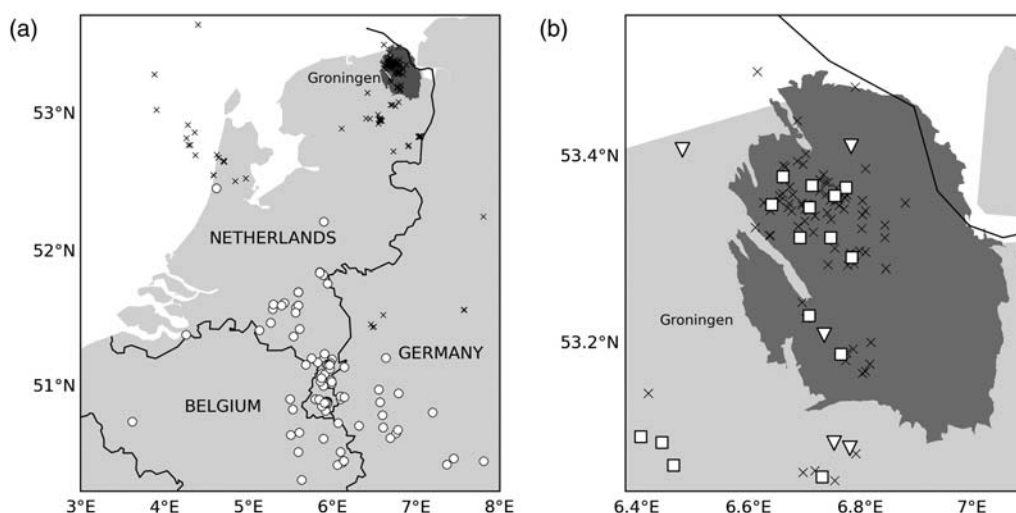 (a)
Groningen
53°N
52°N
NETHERLANDS
GERMANY
51°N
BELGIUM
3°E 4°E 5°E 6°E 7°E 8°E
(b)
53.4°N
Groningen
53.2°N
6.4°E 6.6°E 6.8°E 7°E